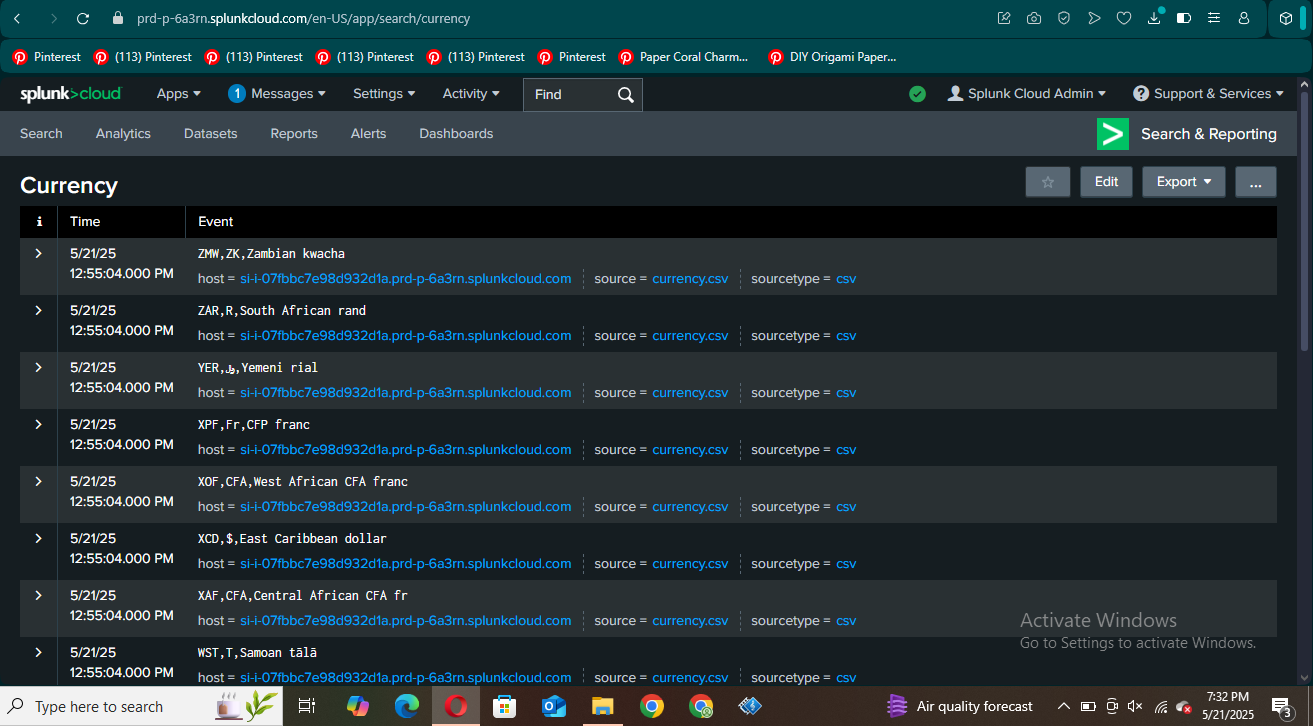 prd-p-6a3rn.splunkcloud.com/en-US/app/search/currency
Pinterest (113) Pinterest (113) Pinterest (113) Pinterest (113) Pinterest Pinterest Paper Coral Charm... DIY Origami Paper...
splunk>cloud Apps 1 Messages Settings Activity Find Splunk Cloud Admin ? Support & Services
Search Analytics Datasets Reports Alerts Dashboards > Search & Reporting
Currency Edit Export ...
i Time Event
5/21/25 ZMW,ZK,Zambian kwacha
12:55:04.000 PM host = si-i-07fbbc7e98d932d1a.prd-p-6a3rn.splunkcloud.com source = currency.csv sourcetype = csv
5/21/25 ZAR,R,South African rand
12:55:04.000 PM host = si-i-07fbbc7e98d932d1a.prd-p-6a3rn.splunkcloud.com source = currency.csv sourcetype = csv
5/21/25 YER,﷼,Yemeni rial
12:55:04.000 PM host = si-i-07fbbc7e98d932d1a.prd-p-6a3rn.splunkcloud.com source = currency.csv sourcetype = csv
5/21/25 XPF,Fr,CFP franc
12:55:04.000 PM host = si-i-07fbbc7e98d932d1a.prd-p-6a3rn.splunkcloud.com source = currency.csv sourcetype = csv
5/21/25 XOF,CFA,West African CFA franc
12:55:04.000 PM host = si-i-07fbbc7e98d932d1a.prd-p-6a3rn.splunkcloud.com source = currency.csv sourcetype = csv
5/21/25 XCD,$,East Caribbean dollar
12:55:04.000 PM host = si-i-07fbbc7e98d932d1a.prd-p-6a3rn.splunkcloud.com source = currency.csv sourcetype = csv
5/21/25 XAF,CFA,Central African CFA fr
12:55:04.000 PM host = si-i-07fbbc7e98d932d1a.prd-p-6a3rn.splunkcloud.com source = currency.csv sourcetype = csv
5/21/25 WST,T,Samoan tālā
12:55:04.000 PM host = si-i-07fbbc7e98d932d1a.prd-p-6a3rn.splunkcloud.com source = currency.csv sourcetype = csv
Activate Windows
Go to Settings to activate Windows.
Type here to search Air quality forecast 7:32 PM
5/21/2025 3